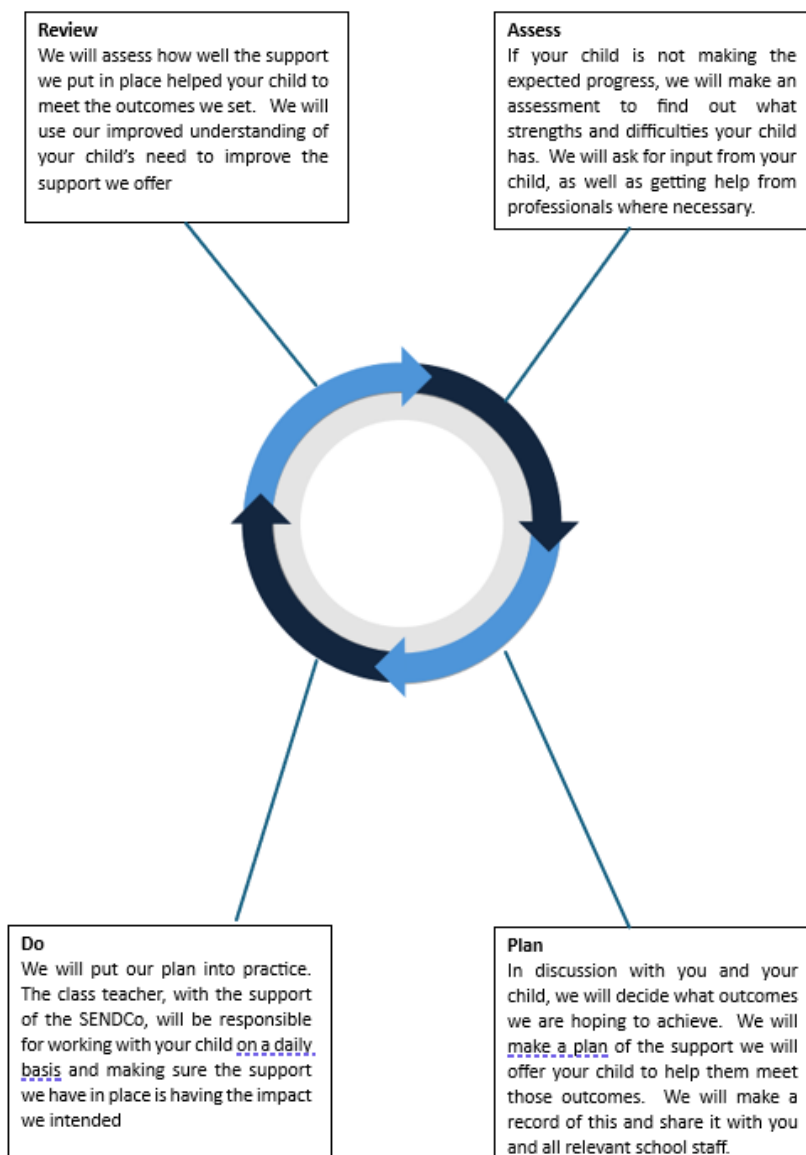 Review
We will assess how well the support
we put in place helped your child to
meet the outcomes we set. We will
use our improved understanding of
your child's need to improve the
support we offer
Assess
If your child is not making the
expected progress, we will make an
assessment to find out what
strengths and difficulties your child
has. We will ask for input from your
child, as well as getting help from
professionals where necessary.
Do
We will put our plan into practice.
The class teacher, with the support
of the SENDCo, will be responsible
for working with your child on a daily
basis and making sure the support
we have in place is having the impact
we intended
Plan
In discussion with you and your
child, we will decide what outcomes
we are hoping to achieve. We will
make a plan of the support we will
offer your child to help them meet
those outcomes. We will make a
record of this and share it with you
and all relevant school staff.